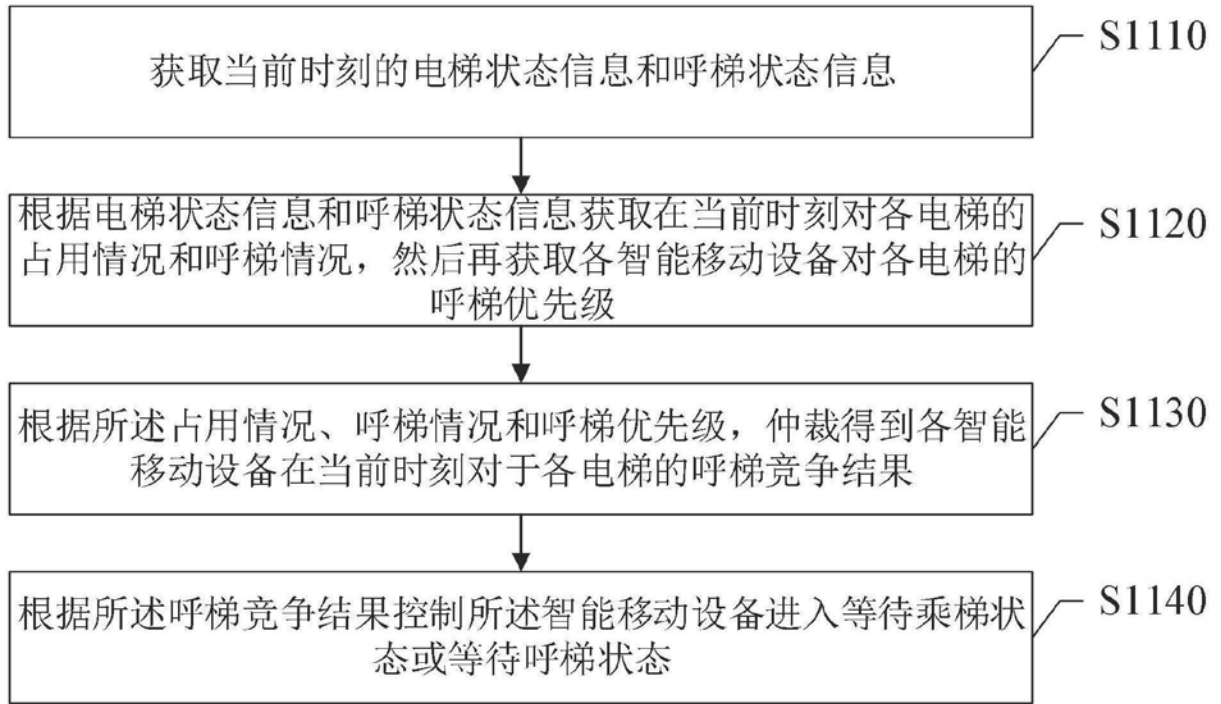 获取当前时刻的电梯状态信息和呼梯状态信息
S1110
根据电梯状态信息和呼梯状态信息获取在当前时刻对各电梯的
占用情况和呼梯情况，然后再获取各智能移动设备对各电梯的
呼梯优先级
S1120
根据所述占用情况、呼梯情况和呼梯优先级，仲裁得到各智能
移动设备在当前时刻对于各电梯的呼梯竞争结果
S1130
根据所述呼梯竞争结果控制所述智能移动设备进入等待乘梯状
态或等待呼梯状态
S1140